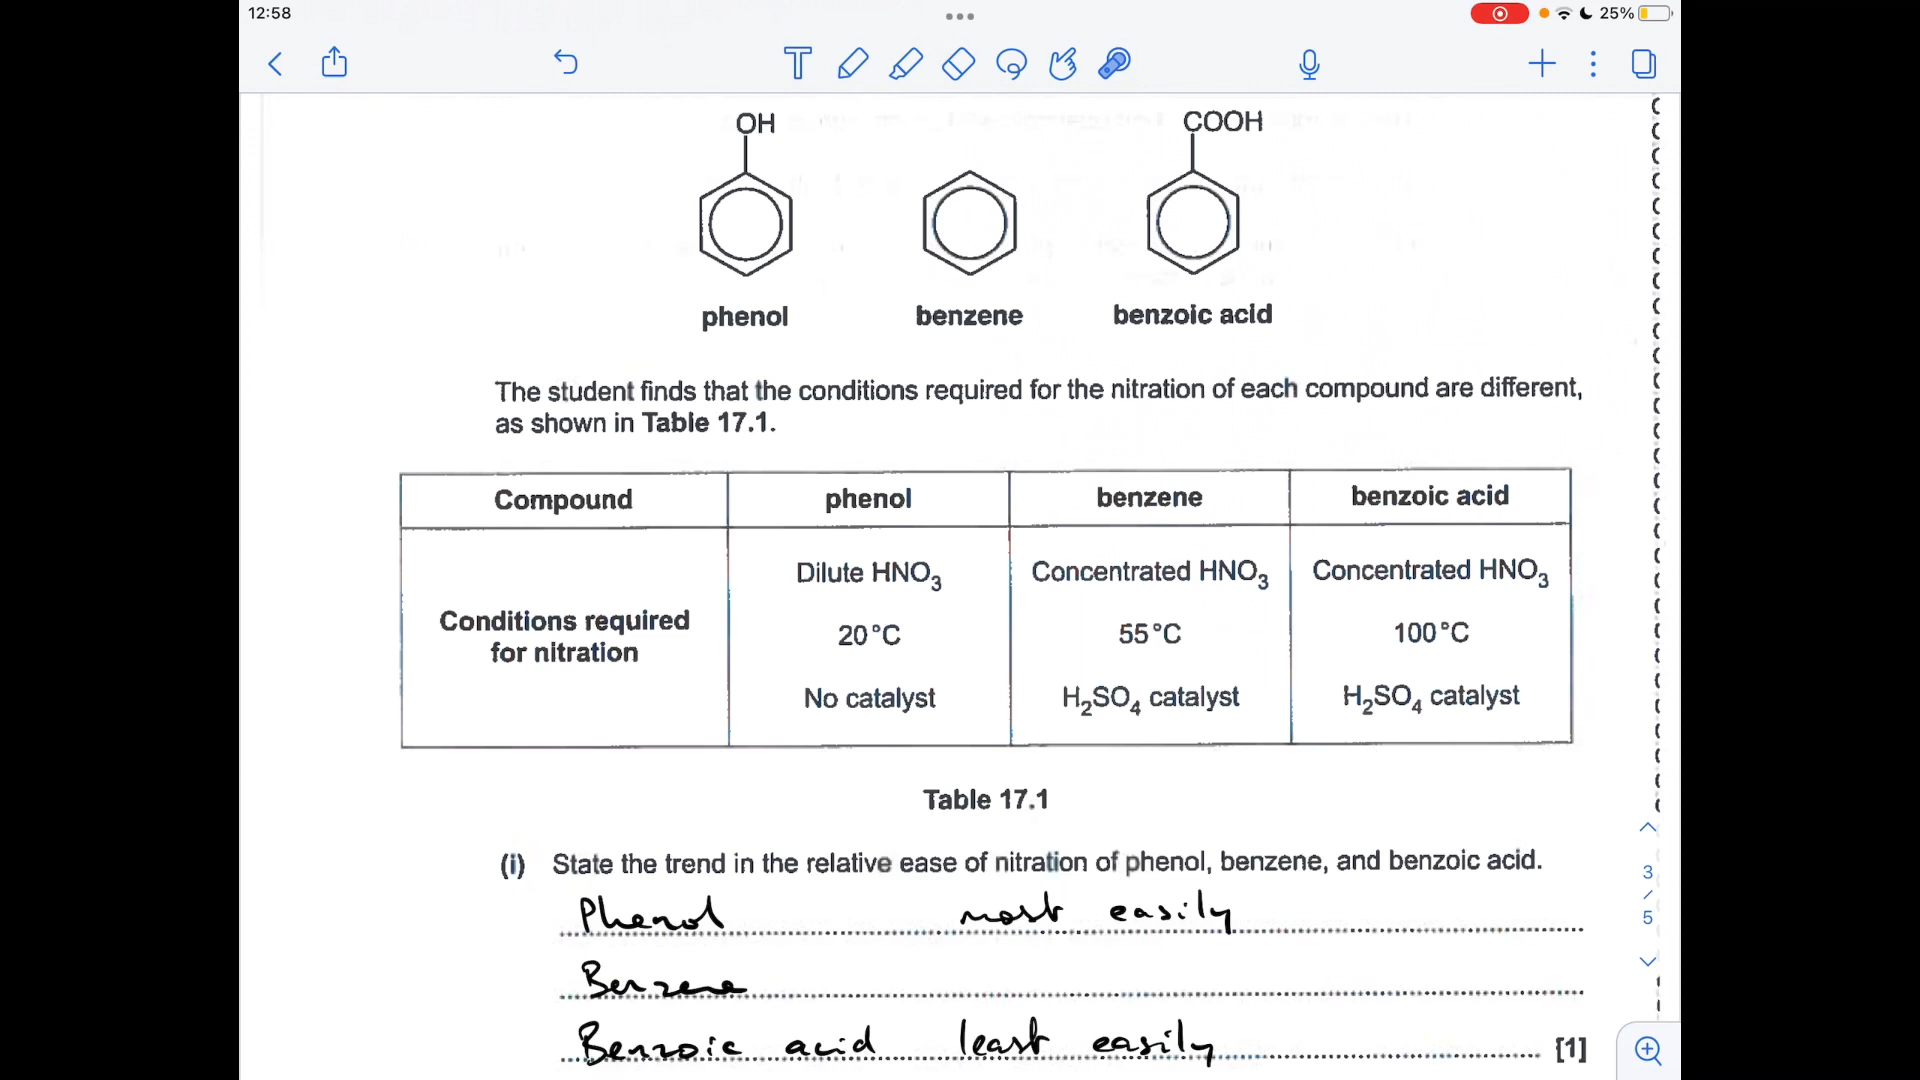 12:58
25%
OH
COOH
phenol
benzene
benzoic acid
The student finds that the conditions required for the nitration of each compound are different,
as shown in Table 17.1.
Compound
phenol
benzene
benzoic acid
Conditions required
for nitration
Dilute HNO3
20°C
No catalyst
Concentrated HNO3
55°C
H2SO4 catalyst
Concentrated HNO3
100°C
H2SO4 catalyst
Table 17.1
(i) State the trend in the relative ease of nitration of phenol, benzene, and benzoic acid.
Phenol most easily
Benzene
Benzoic acid least easily [1]
3
/
5